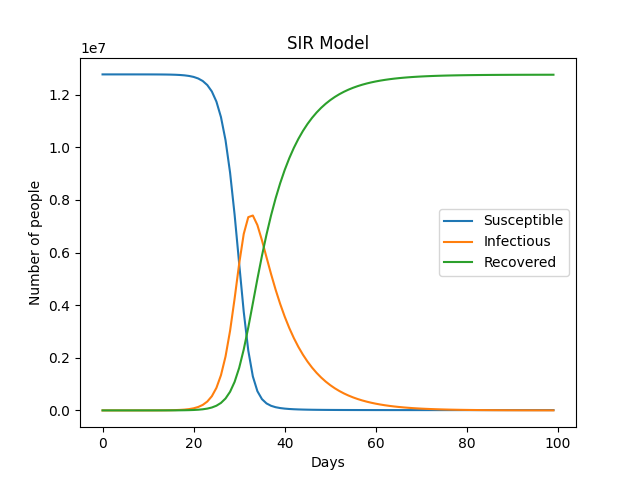 SIR Model
1e7
1.2
1.0
0.8
0.6
0.4
0.2
0.0
Number of people
Susceptible
Infectious
Recovered
0 20 40 60 80 100
Days